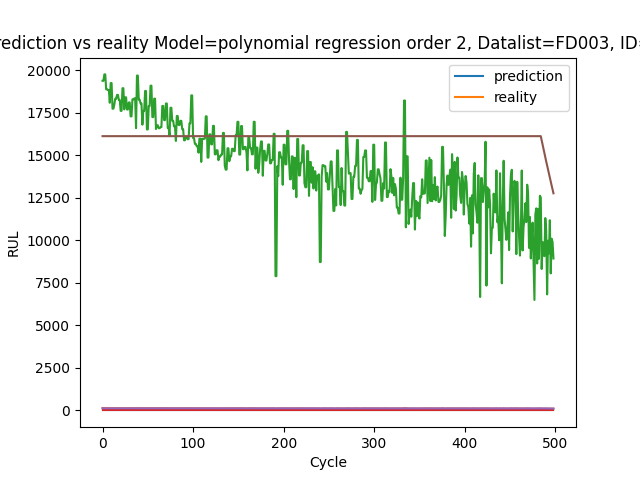 rediction vs reality Model=polynomial regression order 2, Datalist=FD003, ID=
prediction
reality
20000
17500
15000
12500
10000
7500
5000
2500
0
RUL
0 100 200 300 400 500
Cycle